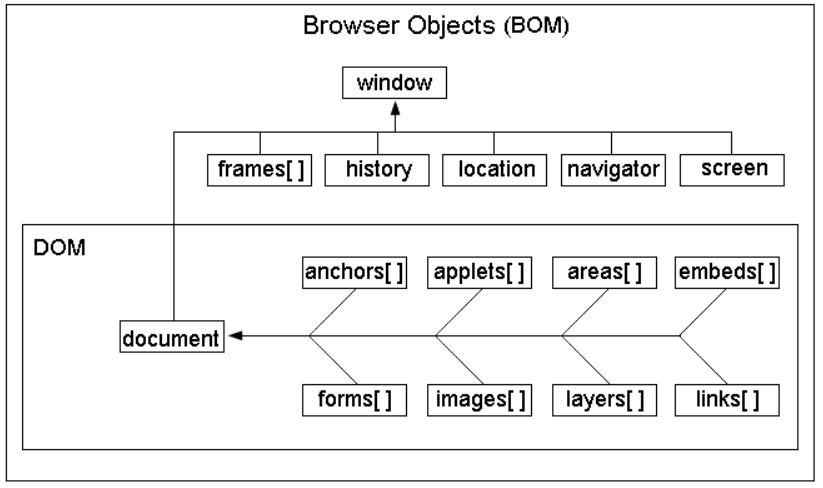 Browser Objects (BOM)
window
frames[ ]
history
location
navigator
screen
DOM
anchors[ ]
applets[ ]
areas[ ]
embeds[ ]
document
forms[ ]
images[ ]
layers[ ]
links[ ]